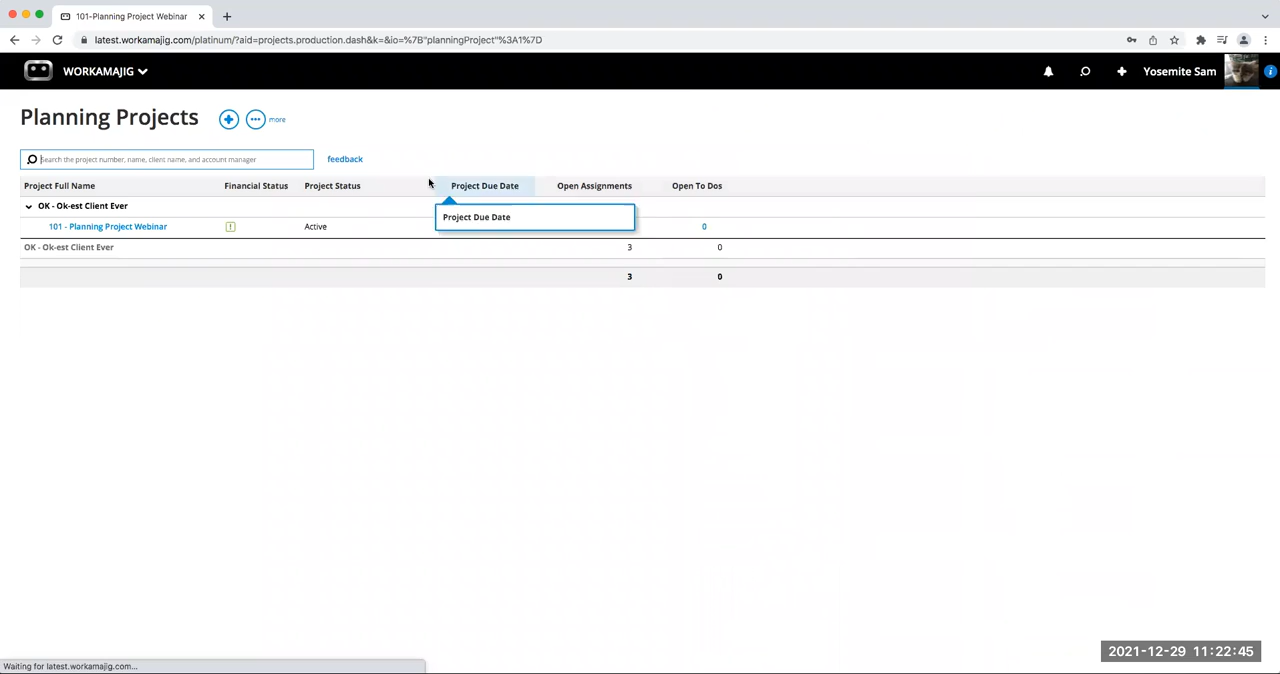 101-Planning Project Webinar
latest.workamajig.com/platinum/?aid=projects.production.dash&k=&io=%7B"planningProject"%3A1%7D
WORKAMAJIG
Yosemite Sam
i
Planning Projects
more
Search the project number, name, client name, and account manager
feedback
Project Full Name Financial Status Project Status Project Due Date Open Assignments Open To Dos
OK - Ok-est Client Ever
Project Due Date
101 - Planning Project Webinar ! Active 0
OK - Ok-est Client Ever 3 0
3 0
2021-12-29 11:22:45
Waiting for latest.workamajig.com...